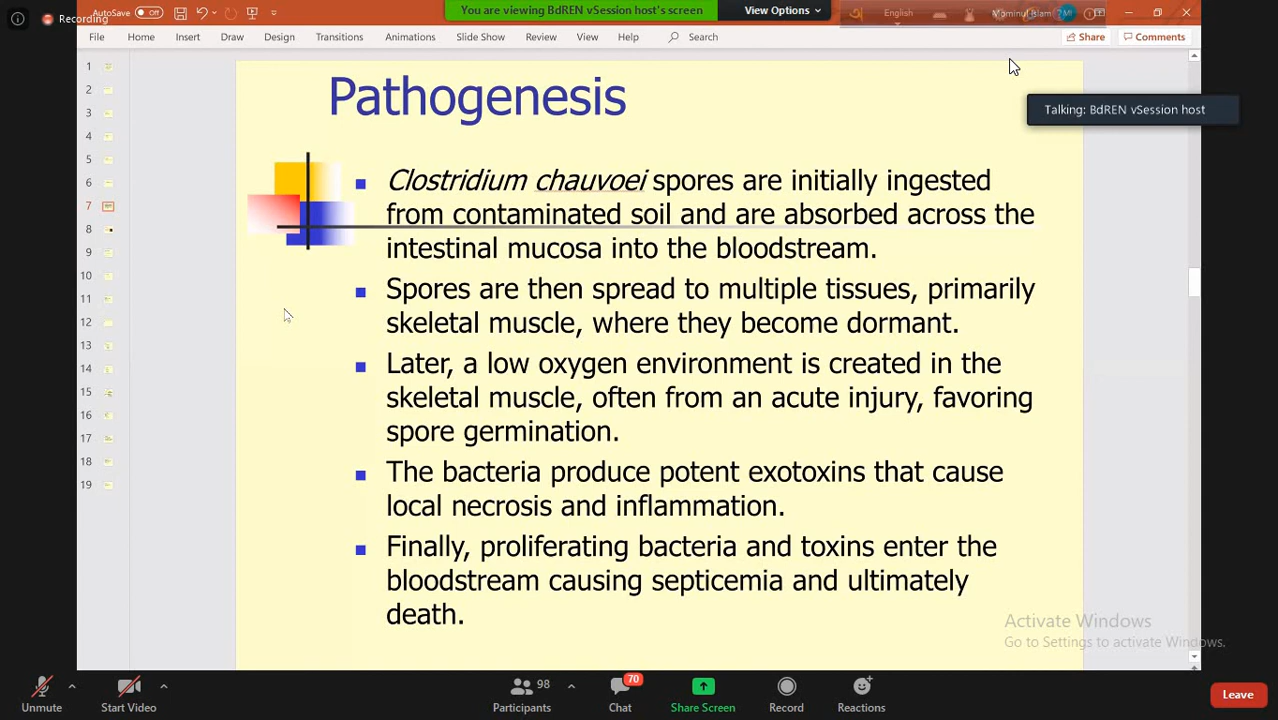 Recording
AutoSave Off
You are viewing BdREN vSession host's screen
View Options
English
Mominul Islam
MI
File Home Insert Draw Design Transitions Animations Slide Show Review View Help Search
Share Comments
Talking: BdREN vSession host
1
2
3
4
5
6
7
8
9
10
11
12
13
14
15
16
17
18
19
Pathogenesis
Clostridium chauvoei spores are initially ingested
from contaminated soil and are absorbed across the
intestinal mucosa into the bloodstream.
Spores are then spread to multiple tissues, primarily
skeletal muscle, where they become dormant.
Later, a low oxygen environment is created in the
skeletal muscle, often from an acute injury, favoring
spore germination.
The bacteria produce potent exotoxins that cause
local necrosis and inflammation.
Finally, proliferating bacteria and toxins enter the
bloodstream causing septicemia and ultimately
death.
Activate Windows
Go to Settings to activate Windows.
98
70
Unmute
Start Video
Participants
Chat
Share Screen
Record
Reactions
Leave